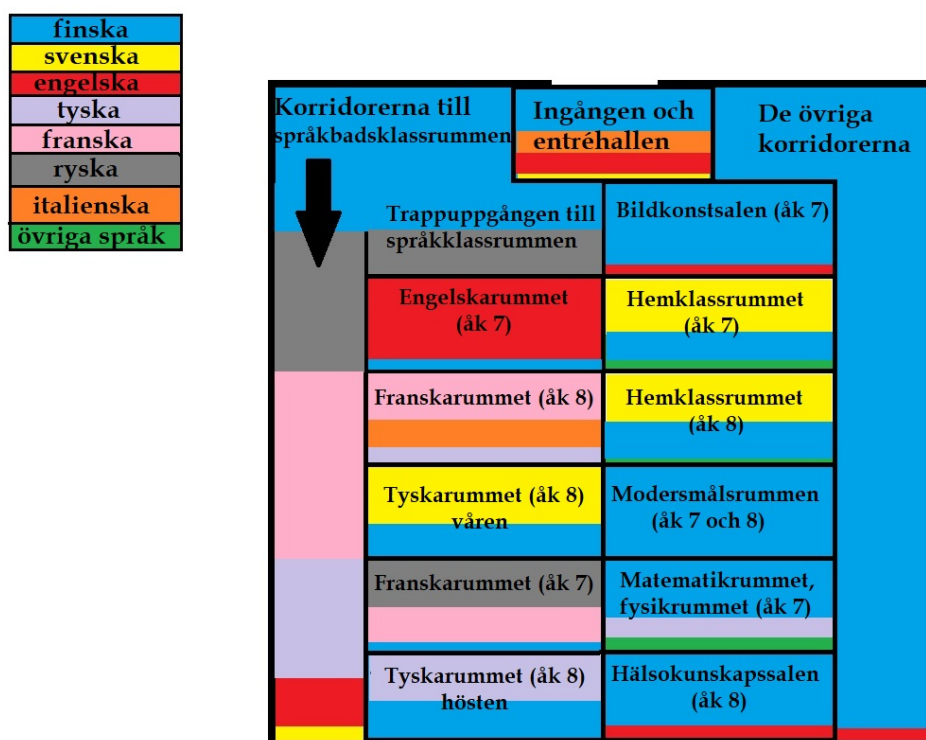 finska
svenska
engelska
tyska
franska
ryska
italienska
övriga språk
Korridorerna till
språkbadsklassrummen
Ingången och
entréhallen
De övriga
korridorerna
Trappuppgången till
språkklassrummen
Bildkonstsalen (åk 7)
Engelskarummet
(åk 7)
Hemklassrummet
(åk 7)
Franskarummet (åk 8)
Hemklassrummet
(åk 8)
Tyskarummet (åk 8)
våren
Modersmålsrummen
(åk 7 och 8)
Franskarummet (åk 7)
Matematikrummet,
fysikrummet (åk 7)
Tyskarummet (åk 8)
hösten
Hälsokunskapssalen
(åk 8)